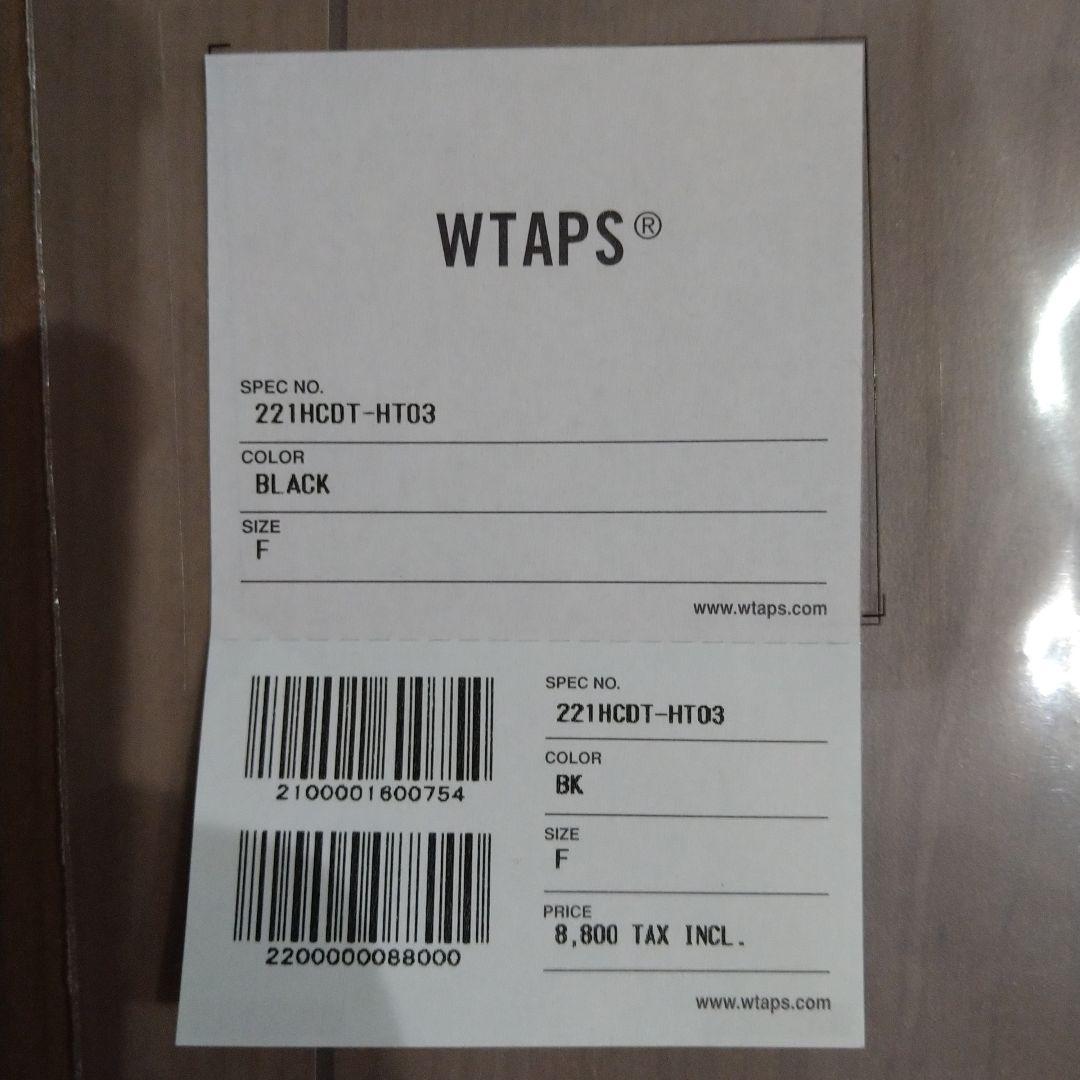 WTAPS®
SPEC NO.
221HCDT-HT03
COLOR
BLACK
SIZE
F
www.wtaps.com
2100001600754
2200000088000
SPEC NO.
221HCDT-HT03
COLOR
BK
SIZE
F
PRICE
8,800 TAX INCL.
www.wtaps.com